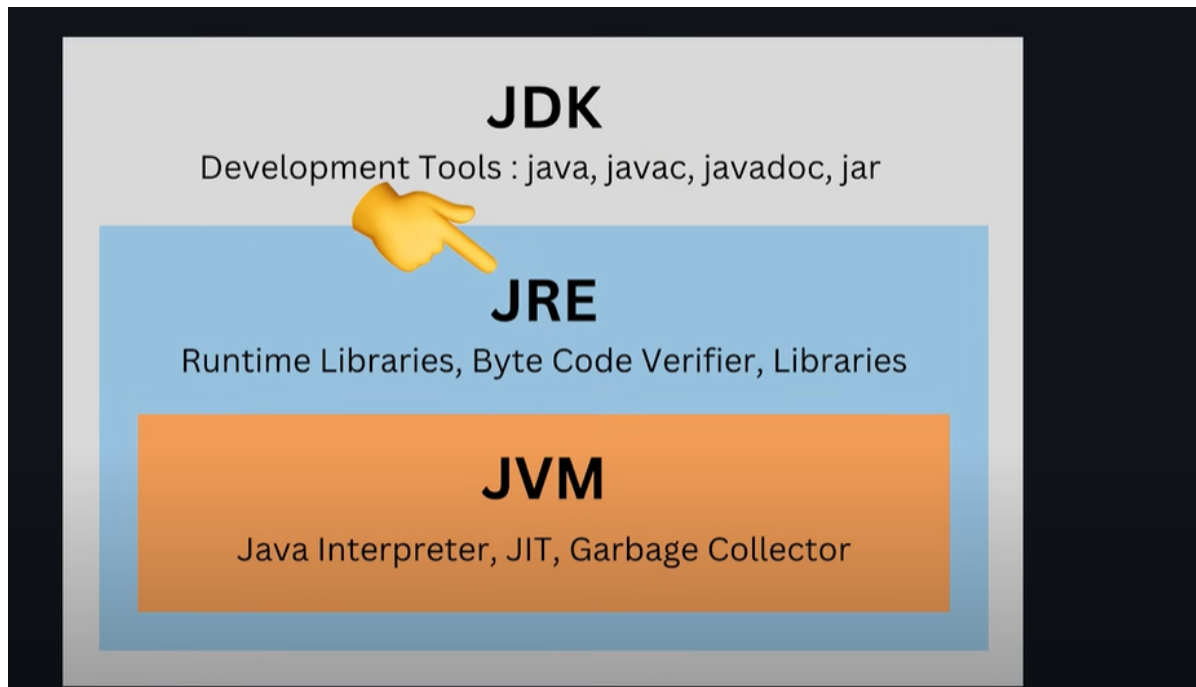 JDK
Development Tools : java, javac, javadoc, jar
JRE
Runtime Libraries, Byte Code Verifier, Libraries
JVM
Java Interpreter, JIT, Garbage Collector